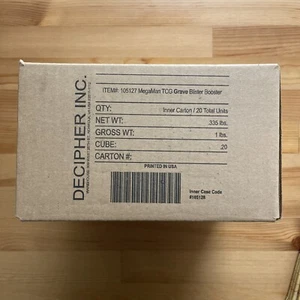 DECIPHER INC.
ITEM#: 105127 MegaMan TCG Grave Blister Booster
QTY: Inner Carton / 20 Total Units
NET WT: .335 lbs.
GROSS WT: 1 lbs.
CUBE: .20
CARTON #:
PRINTED IN USA
Inner Case Code